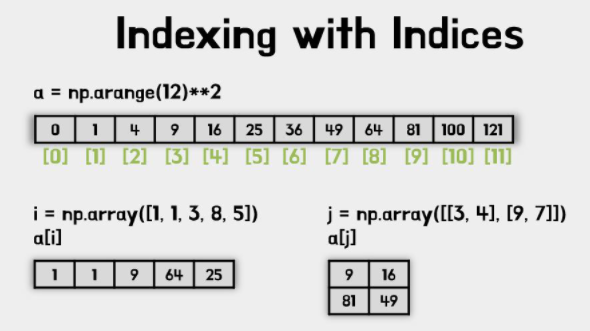 Indexing with Indices
a = np.arange(12)**2
0 1 4 9 16 25 36 49 64 81 100 121
[0] [1] [2] [3] [4] [5] [6] [7] [8] [9] [10] [11]
i = np.array([1, 1, 3, 8, 5])
a[i]
1 1 9 64 25
j = np.array([[3, 4], [9, 7]])
a[j]
9 16
81 49